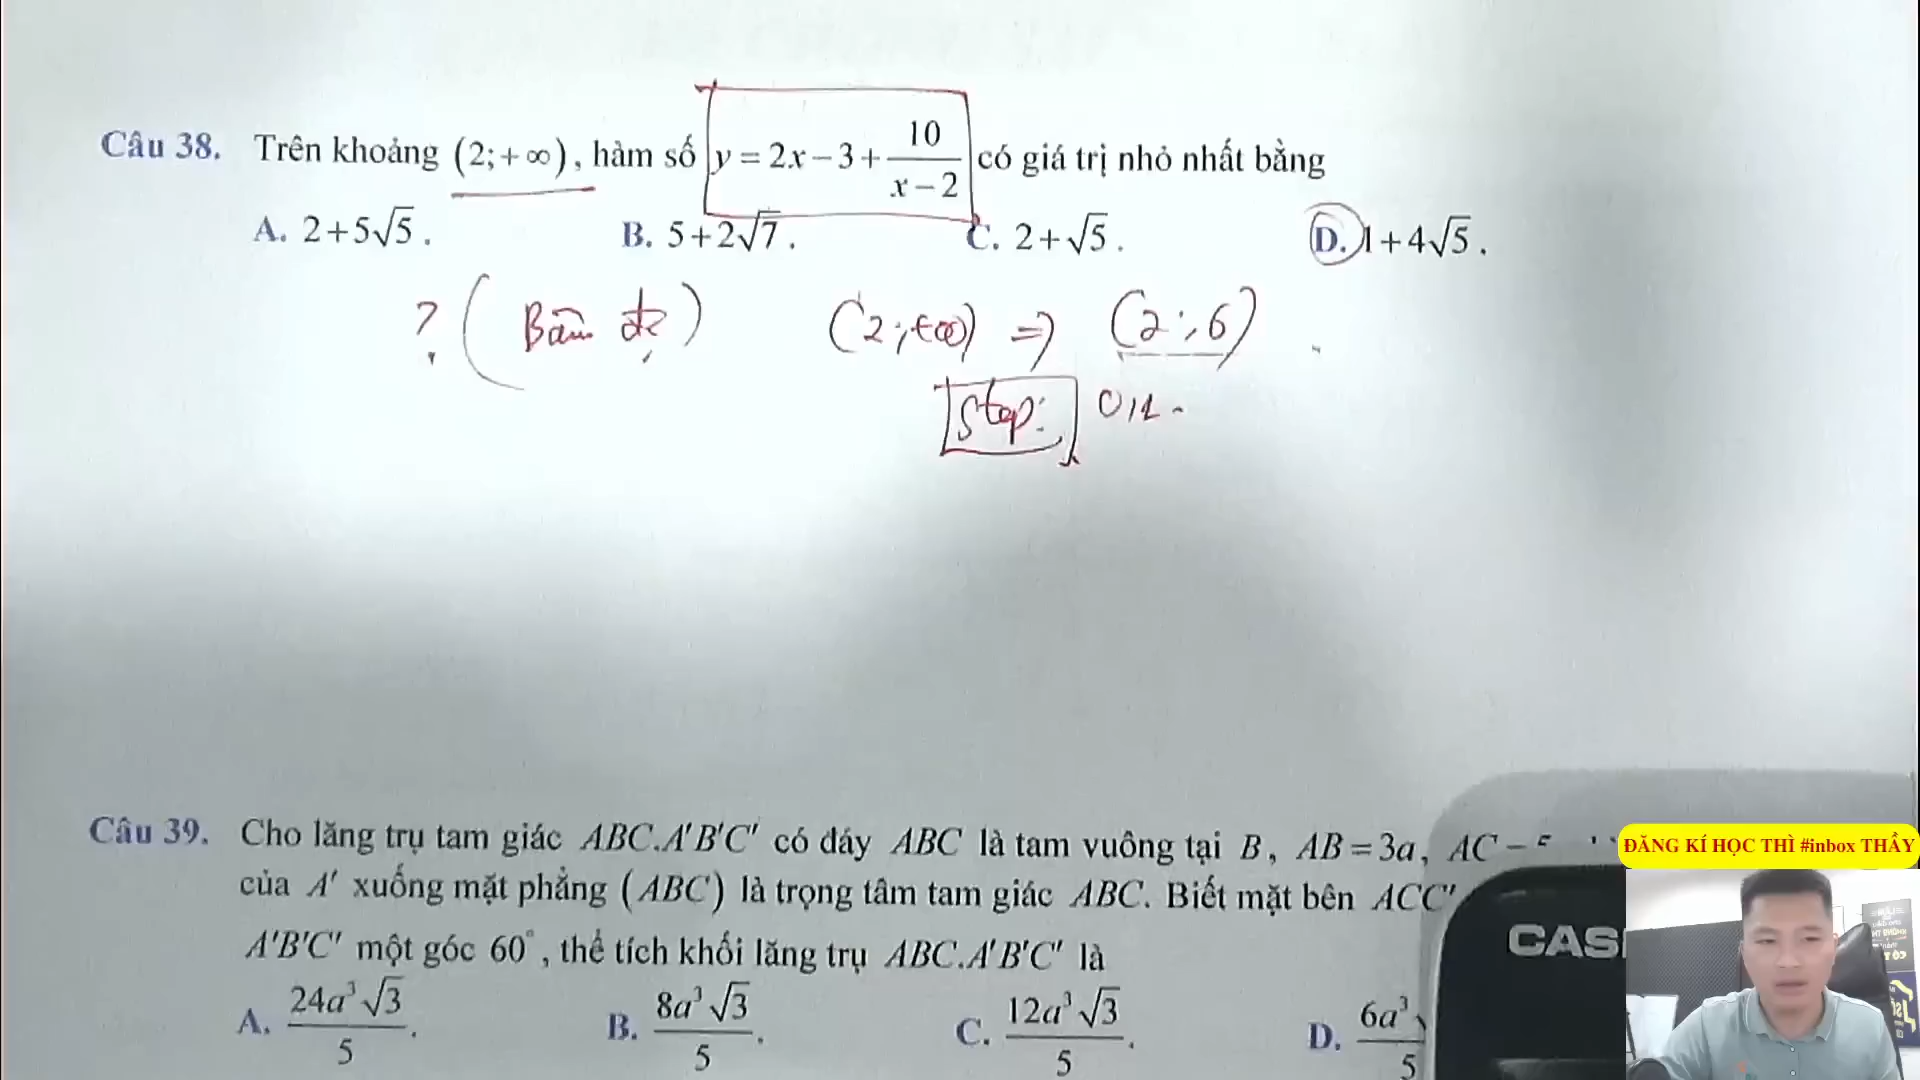 Câu 38. Trên khoảng (2;+∞), hàm số y = 2x − 3 + 10/(x − 2) có giá trị nhỏ nhất bằng
A. 2+5√5. B. 5+2√7. C. 2+√5. D. 1+4√5.
? ( ) (2;+∞) ⇒ (2;6)
Step:
Câu 39. Cho lăng trụ tam giác ABC.A'B'C' có đáy ABC là tam vuông tại B, AB = 3a, AC
của A' xuống mặt phẳng (ABC) là trọng tâm tam giác ABC. Biết mặt bên ACC'
A'B'C' một góc 60°, thể tích khối lăng trụ ABC.A'B'C' là
A. 24a³√3/5. B. 8a³√3/5. C. 12a³√3/5. D. 6a³√/5
ĐĂNG KÍ HỌC THÌ #inbox THẦY
CASI